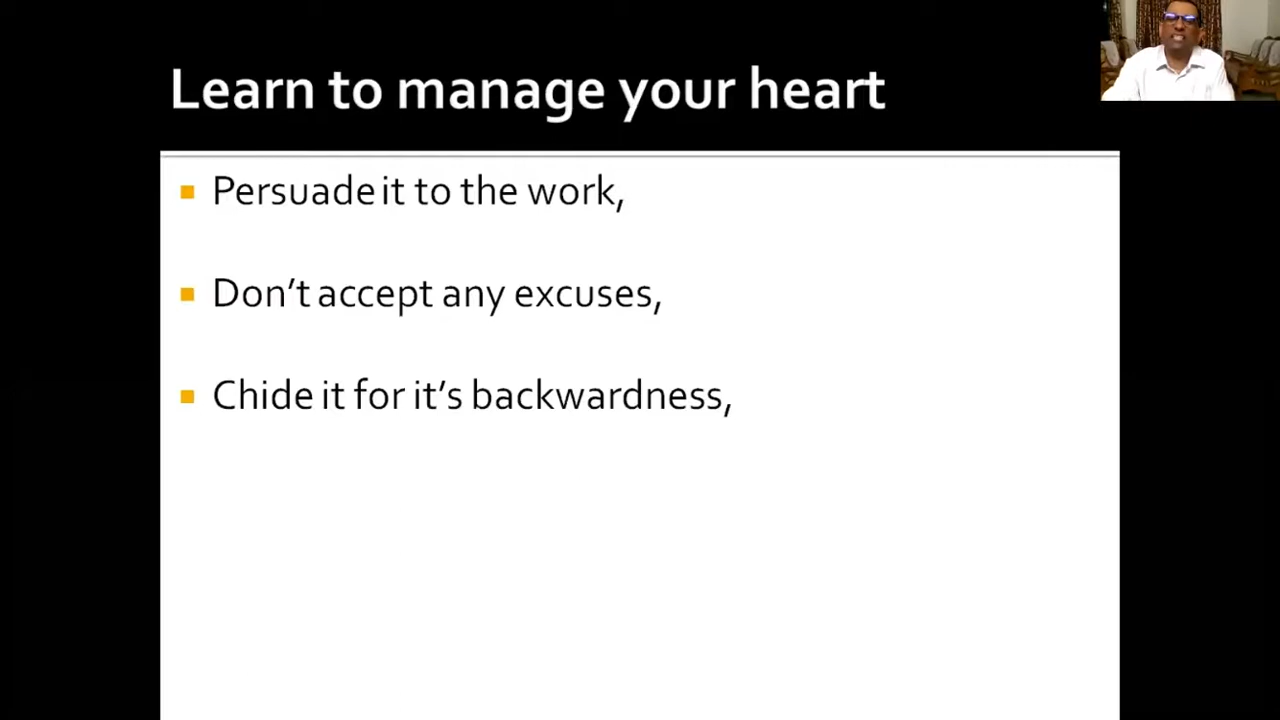 Learn to manage your heart
Persuade it to the work,
Don't accept any excuses,
Chide it for it's backwardness,